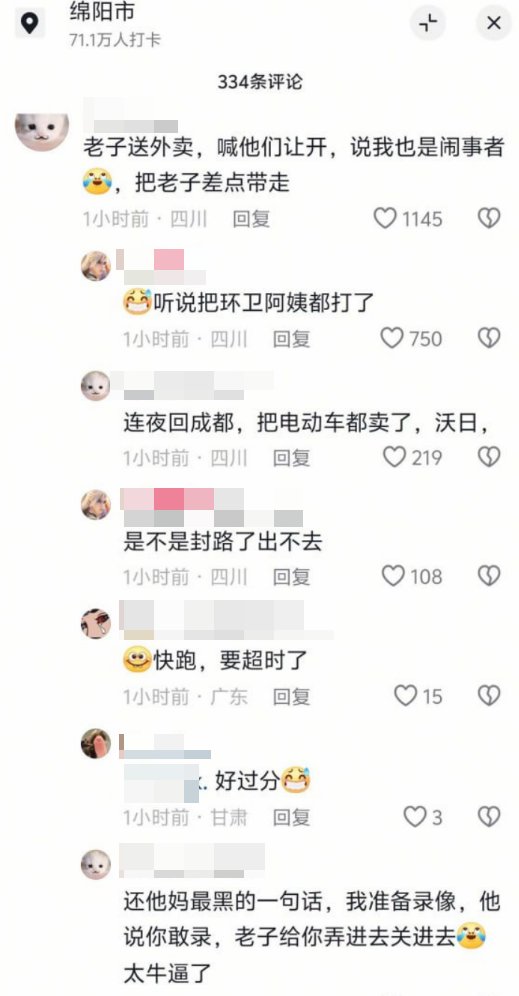 绵阳市
71.1万人打卡
334条评论
老子送外卖，喊他们让开，说我也是闹事者
😂，把老子差点带走
1小时前 · 四川 回复 1145
😅听说把环卫阿姨都打了
1小时前 · 四川 回复 750
连夜回成都，把电动车都卖了，沃日，
1小时前 · 四川 回复 219
是不是封路了出不去
1小时前 · 四川 回复 108
快跑，要超时了
1小时前 · 广东 回复 15
. 好过分😅
1小时前 · 甘肃 回复 3
还他妈最黑的一句话，我准备录像，他
说你敢录，老子给你弄进去关进去😂
太牛逼了